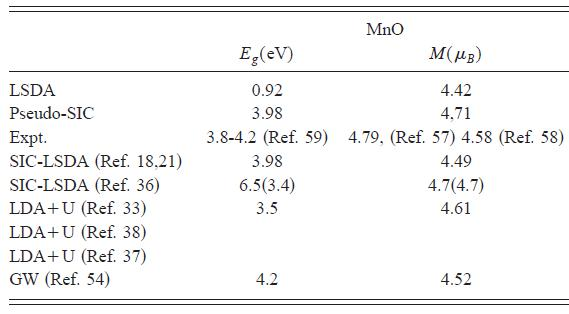 MnO
E_g(eV) M(μ_B)
LSDA 0.92 4.42
Pseudo-SIC 3.98 4,71
Expt. 3.8-4.2 (Ref. 59) 4.79, (Ref. 57) 4.58 (Ref. 58)
SIC-LSDA (Ref. 18,21) 3.98 4.49
SIC-LSDA (Ref. 36) 6.5(3.4) 4.7(4.7)
LDA+U (Ref. 33) 3.5 4.61
LDA+U (Ref. 38)
LDA+U (Ref. 37)
GW (Ref. 54) 4.2 4.52